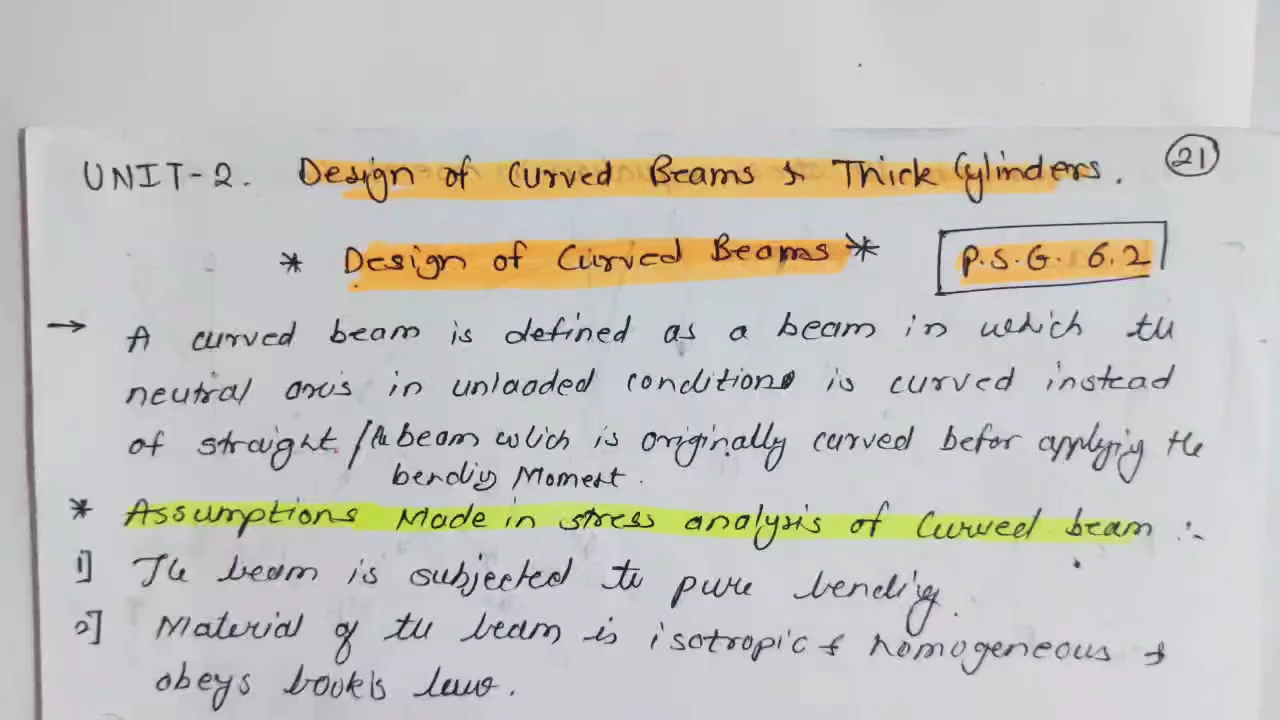 UNIT-2. Design of Curved Beams & Thick Cylinders. 21
* Design of Curved Beams * P.S.G. 6.2
→ A curved beam is defined as a beam in which the
neutral axis in unloaded condition is curved instead
of straight. / A beam which is originally curved befor applying the
bending Moment.
* Assumptions Made in stress analysis of Curved beam :-
1] The beam is subjected to pure bending.
2] Material of the beam is isotropic & homogeneous &
obeys hook's law.